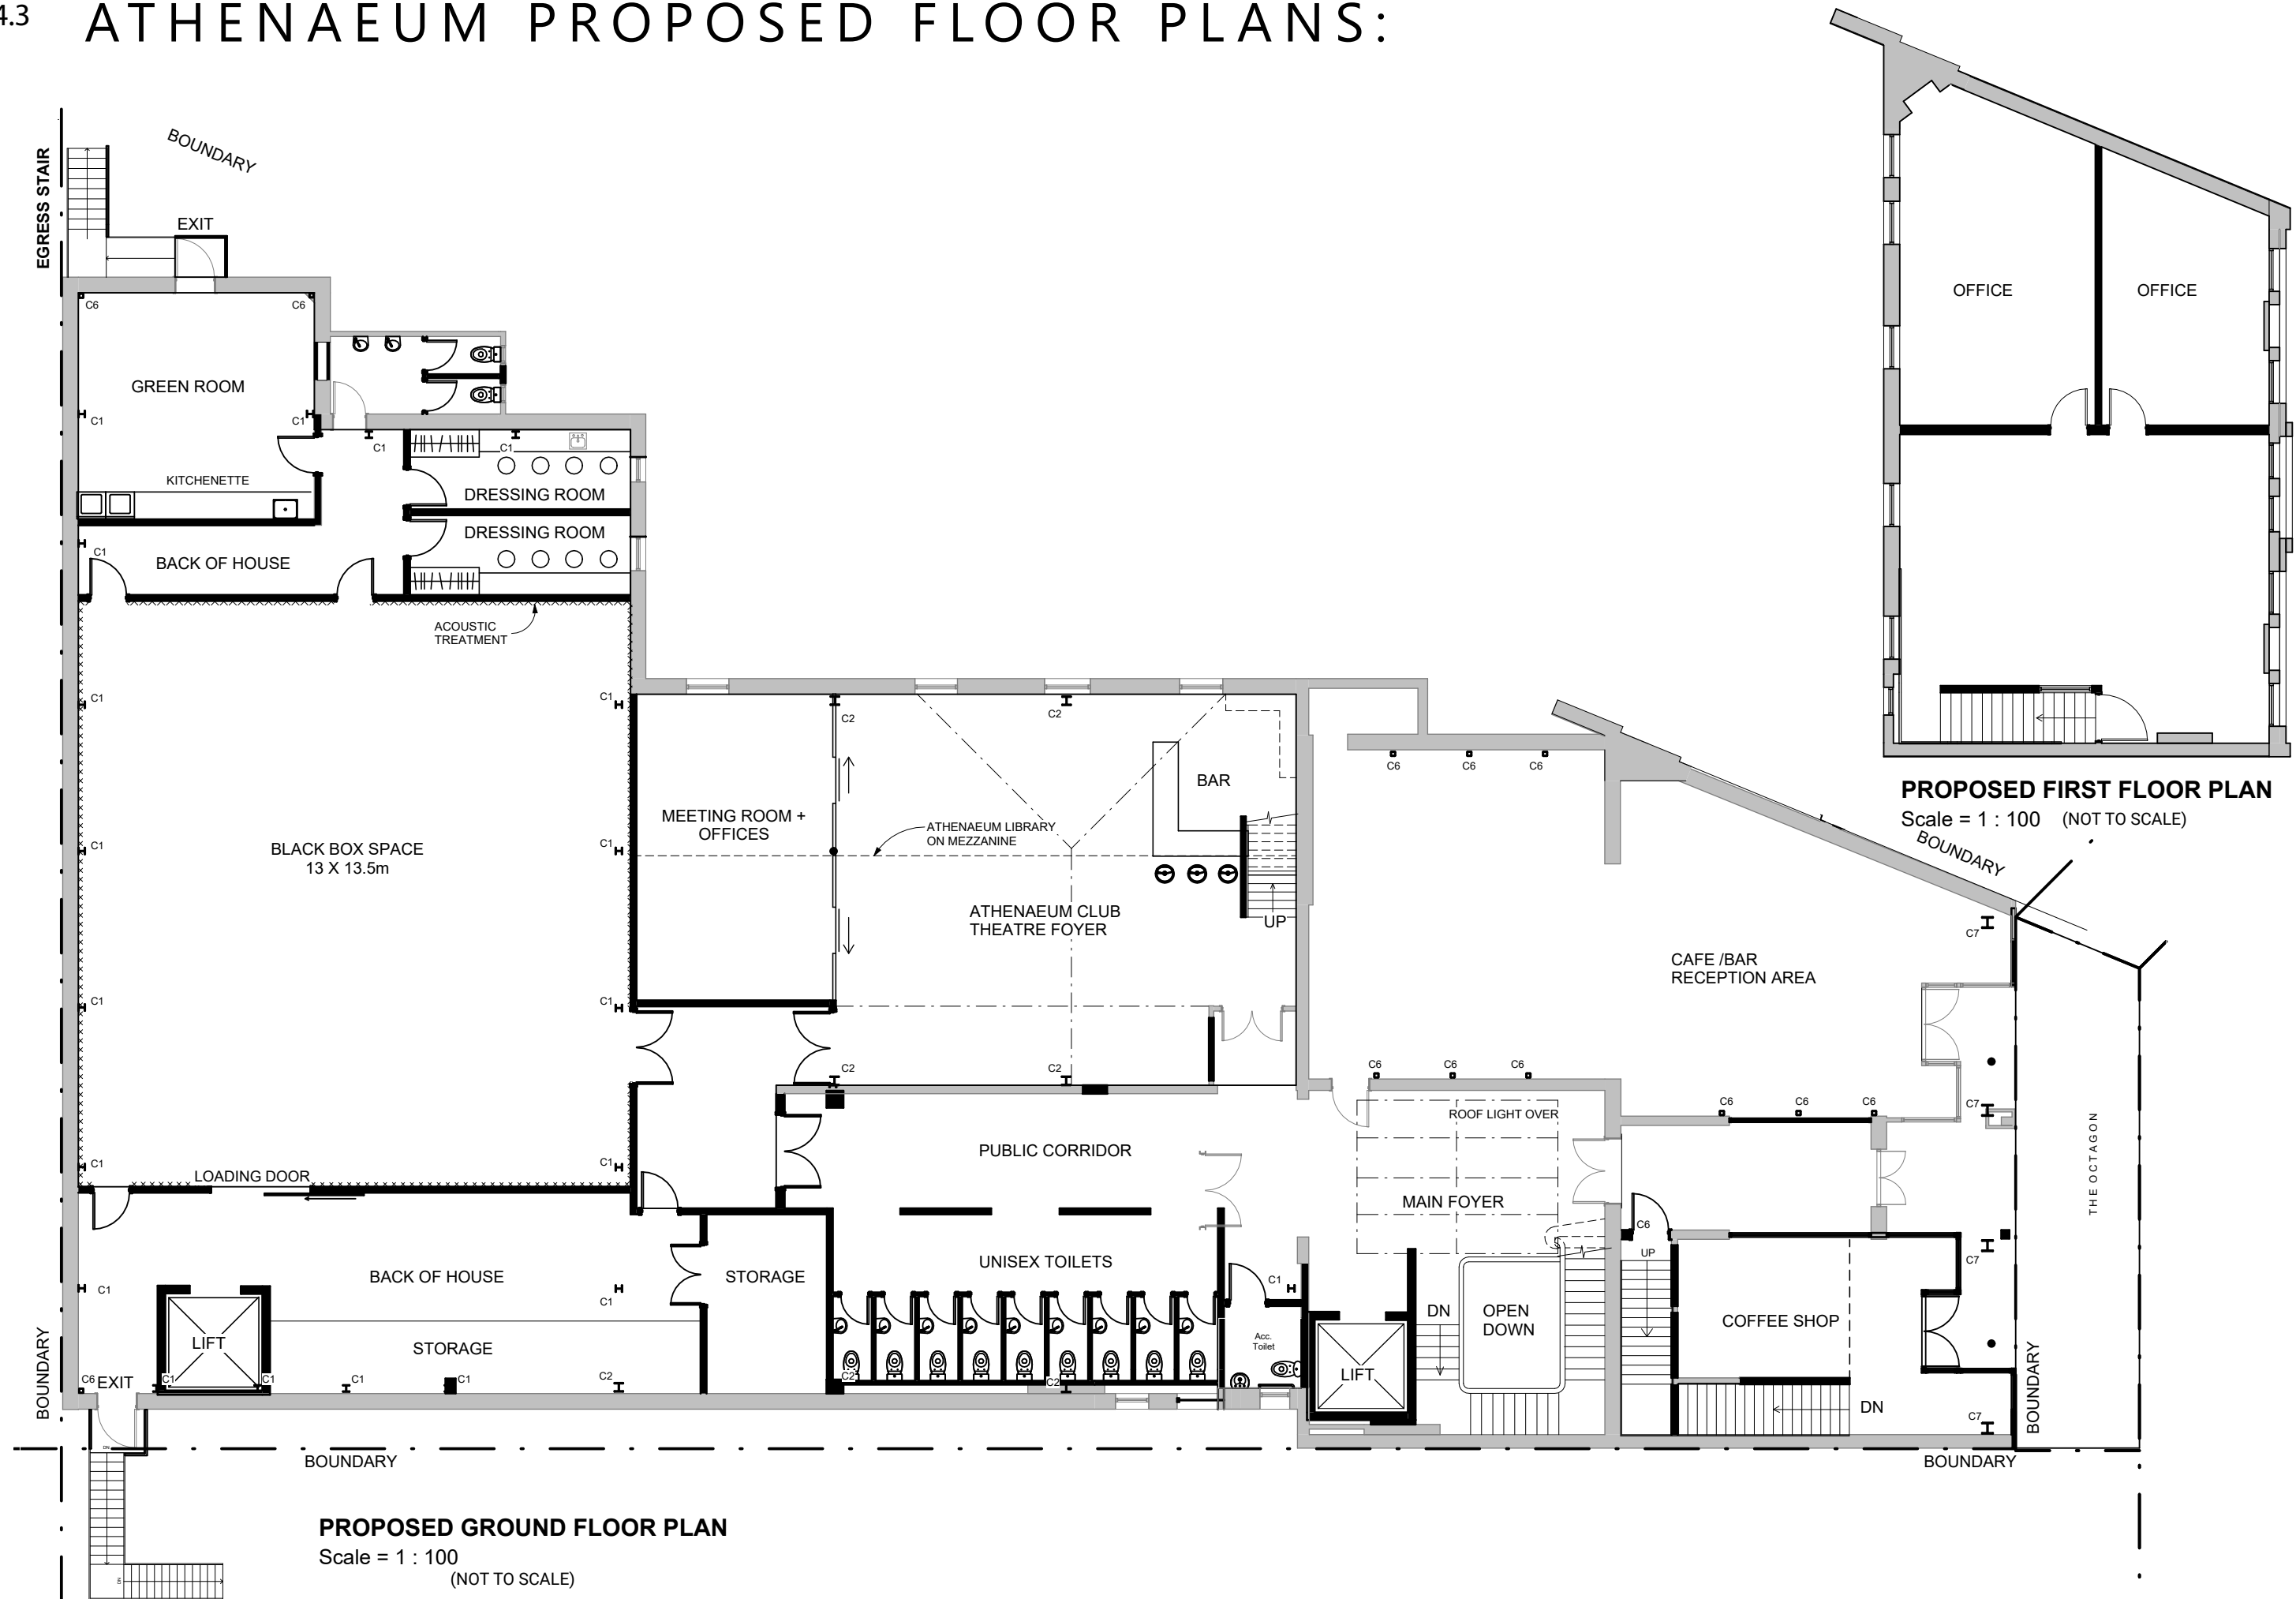 4.3
ATHENAEUM PROPOSED FLOOR PLANS:
BOUNDARY
EGRESS STAIR
EXIT
C6
C6
GREEN ROOM
C1
C1
C1
C1
KITCHENETTE
DRESSING ROOM
DRESSING ROOM
C1
BACK OF HOUSE
ACOUSTIC
TREATMENT
C1
C1
C1
C1
BLACK BOX SPACE
13 X 13.5m
C1
C1
C1
C1
LOADING DOOR
MEETING ROOM +
OFFICES
C2
C2
BAR
ATHENAEUM LIBRARY
ON MEZZANINE
ATHENAEUM CLUB
THEATRE FOYER
UP
C2
C2
C6
C6
C6
CAFE /BAR
RECEPTION AREA
C6
C6
C6
C6
C6
C6
C7
C7
BOUNDARY
THE OCTAGON
ROOF LIGHT OVER
PUBLIC CORRIDOR
MAIN FOYER
UNISEX TOILETS
C1
Acc.
Toilet
BACK OF HOUSE
C1
C1
STORAGE
LIFT
STORAGE
C6
EXIT
C1
C1
C1
C1
C2
C2
C2
LIFT
DN
OPEN
DOWN
C6
UP
COFFEE SHOP
DN
C7
C7
BOUNDARY
BOUNDARY
DN
BOUNDARY
BOUNDARY
DN
PROPOSED GROUND FLOOR PLAN
Scale = 1 : 100
(NOT TO SCALE)
OFFICE
OFFICE
PROPOSED FIRST FLOOR PLAN
Scale = 1 : 100 (NOT TO SCALE)